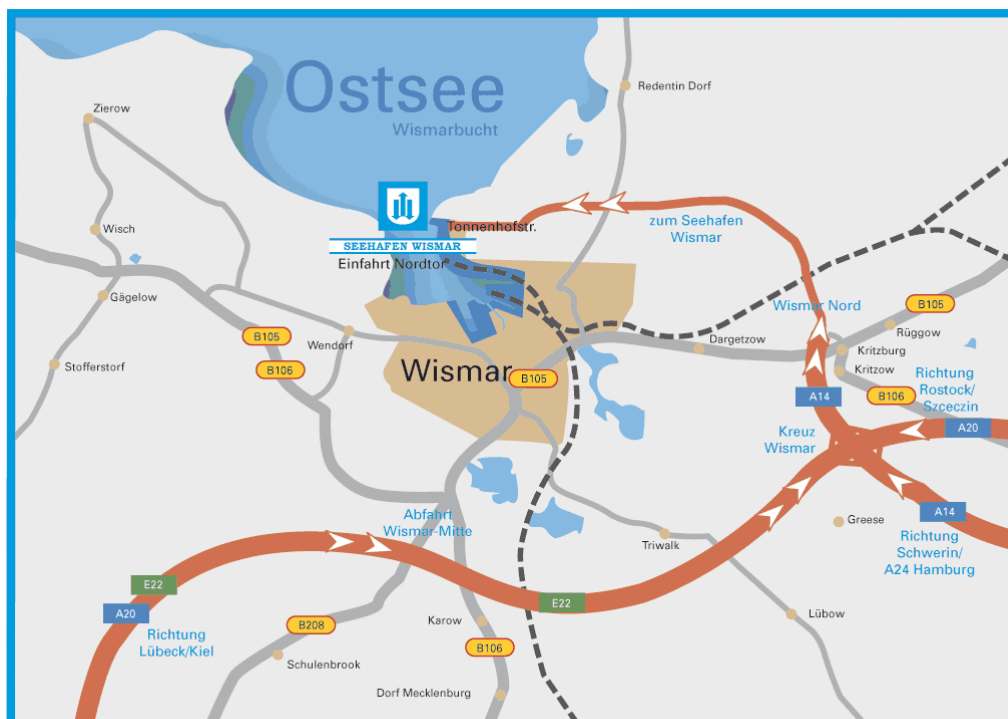 Ostsee
Wismarbucht
Redentin Dorf
Zierow
Tonnenhofstr.
zum Seehafen
Wismar
Wisch
SEEHAFEN WISMAR
Einfahrt Nordtor
Gägelow
Wismar Nord
B105
Rüggow
B105
Wendorf
Dargetzow
Kritzburg
Stofferstorf
B106
Wismar
B105
Kritzow
Richtung
Rostock/
Szceczin
A14
B106
Kreuz
Wismar
A20
Abfahrt
Wismar-Mitte
A14
Greese
Triwalk
Richtung
Schwerin/
A24 Hamburg
E22
A20
E22
Lübow
Richtung
Lübeck/Kiel
B208
Karow
B106
Schulenbrook
Dorf Mecklenburg